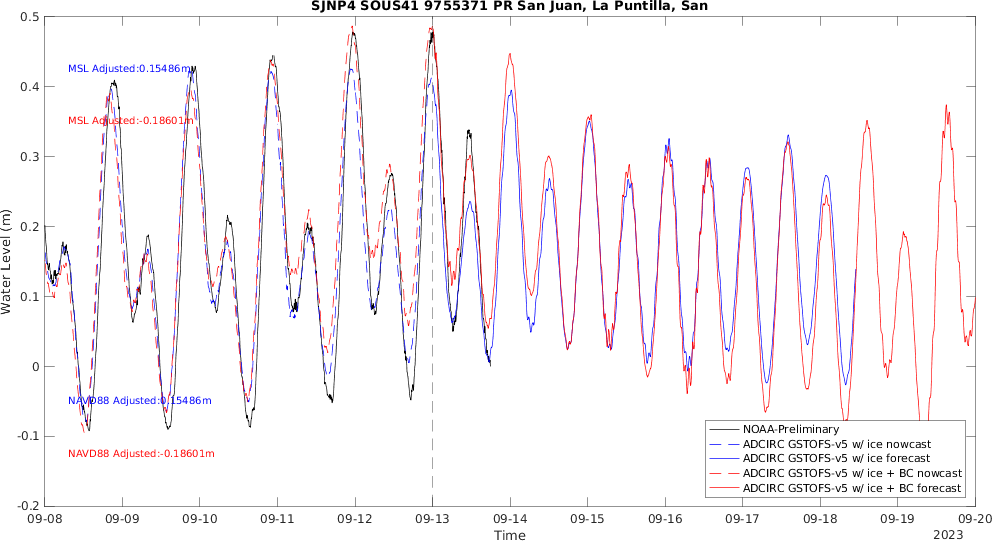 SJNP4 SOUS41 9755371 PR San Juan, La Puntilla, San
0.5
0.4
0.3
0.2
0.1
0
-0.1
-0.2
Water Level (m)
MSL Adjusted:0.15486m
MSL Adjusted:-0.18601m
NAVD88 Adjusted:0.15486m
NAVD88 Adjusted:-0.18601m
NOAA-Preliminary
ADCIRC GSTOFS-v5 w/ ice nowcast
ADCIRC GSTOFS-v5 w/ ice forecast
ADCIRC GSTOFS-v5 w/ ice + BC nowcast
ADCIRC GSTOFS-v5 w/ ice + BC forecast
09-08 09-09 09-10 09-11 09-12 09-13 09-14 09-15 09-16 09-17 09-18 09-19 09-20
Time
2023